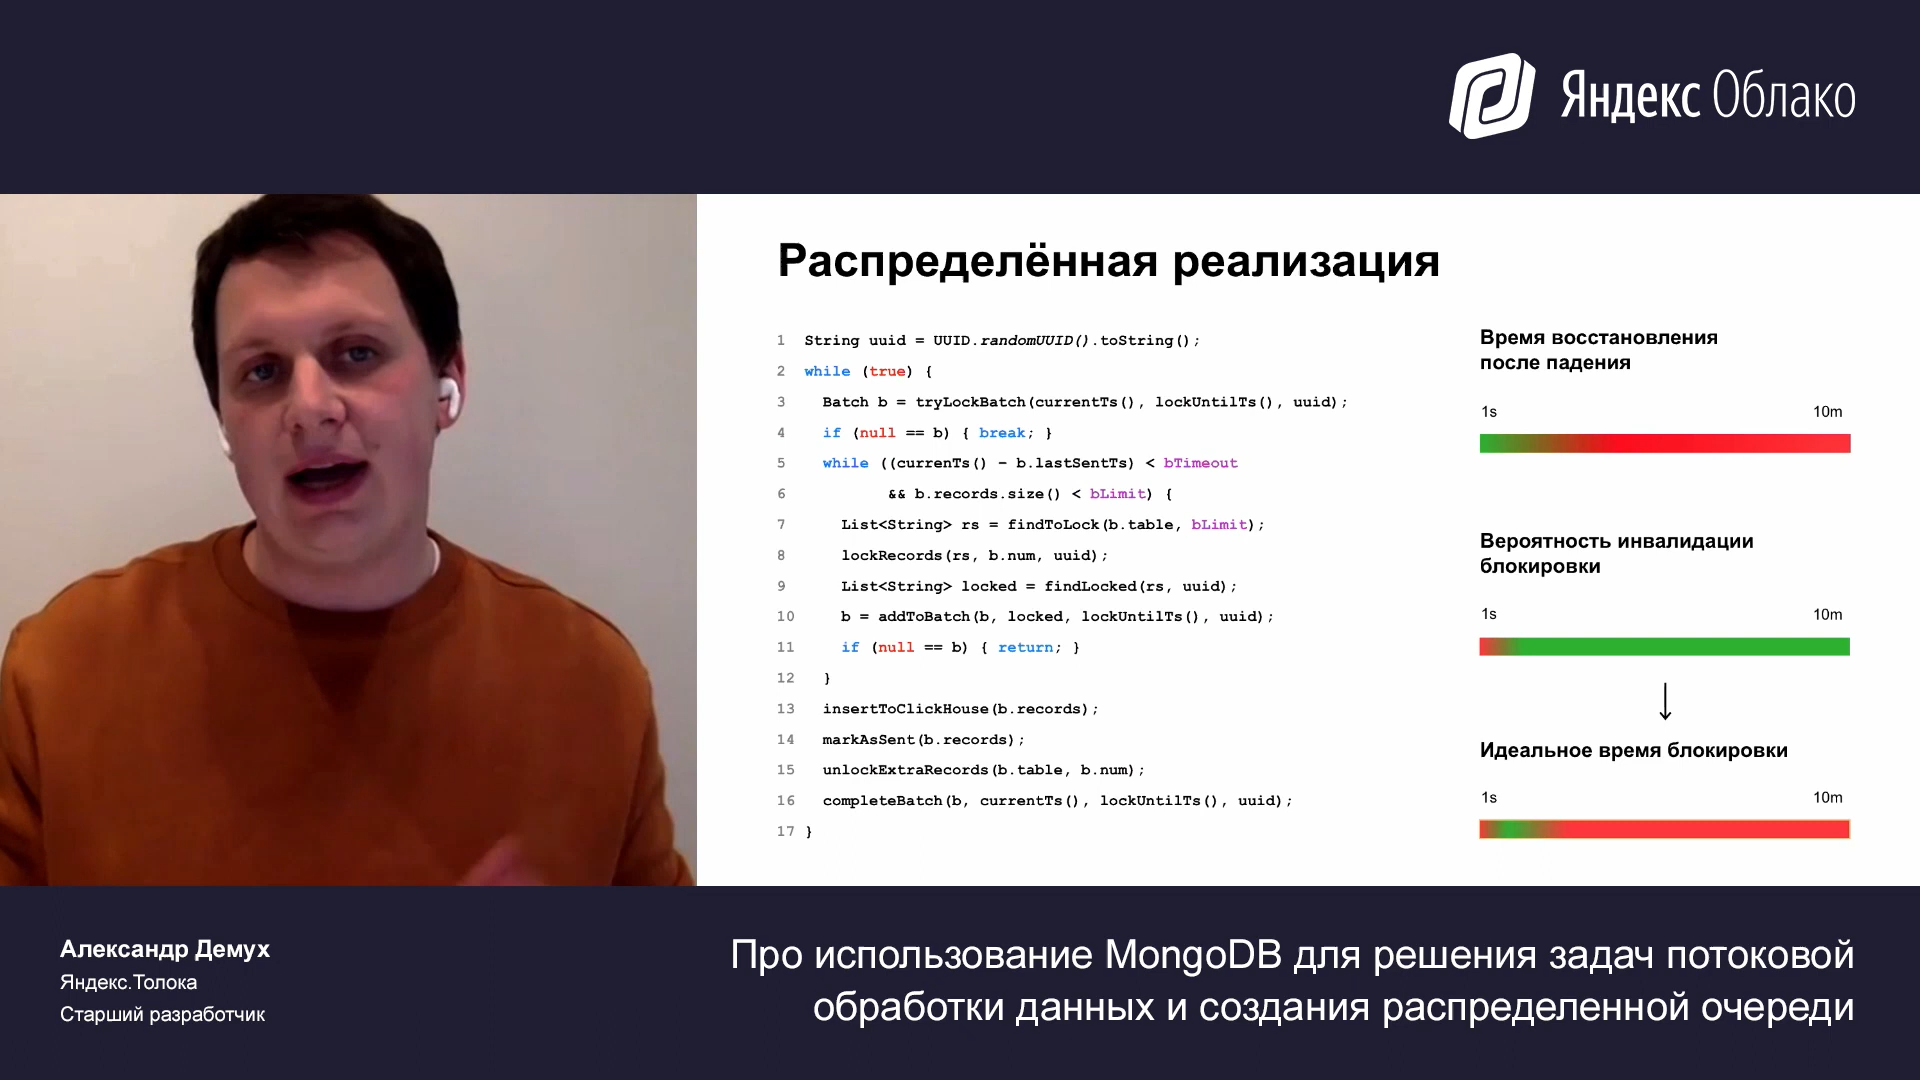 Яндекс Облако
Распределённая реализация
1 String uuid = UUID.randomUUID().toString();
2 while (true) {
3 Batch b = tryLockBatch(currentTs(), lockUntilTs(), uuid);
4 if (null == b) { break; }
5 while ((currenTs() – b.lastSentTs) < bTimeout
6 && b.records.size() < bLimit) {
7 List<String> rs = findToLock(b.table, bLimit);
8 lockRecords(rs, b.num, uuid);
9 List<String> locked = findLocked(rs, uuid);
10 b = addToBatch(b, locked, lockUntilTs(), uuid);
11 if (null == b) { return; }
12 }
13 insertToClickHouse(b.records);
14 markAsSent(b.records);
15 unlockExtraRecords(b.table, b.num);
16 completeBatch(b, currentTs(), lockUntilTs(), uuid);
17 }
Время восстановления
после падения
1s 10m
Вероятность инвалидации
блокировки
1s 10m
Идеальное время блокировки
1s 10m
Александр Демух
Яндекс.Толока
Старший разработчик
Про использование MongoDB для решения задач потоковой
обработки данных и создания распределенной очереди